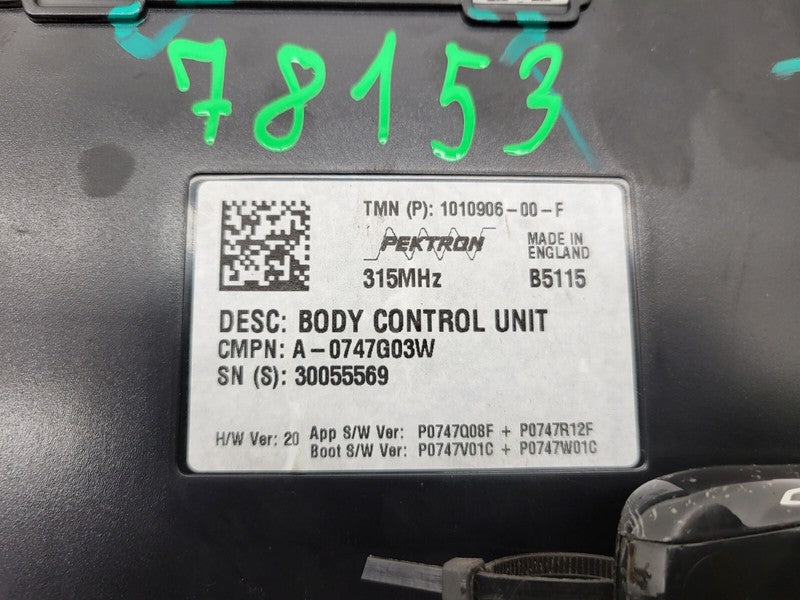 78153
TMN (P): 1010906-00-F
PEKTRON
MADE IN
ENGLAND
315MHz
B5115
DESC: BODY CONTROL UNIT
CMPN: A-0747G03W
SN (S): 30055569
H/W Ver: 20
App S/W Ver: P0747Q08F + P0747R12F
Boot S/W Ver: P0747V01C + P0747W01C